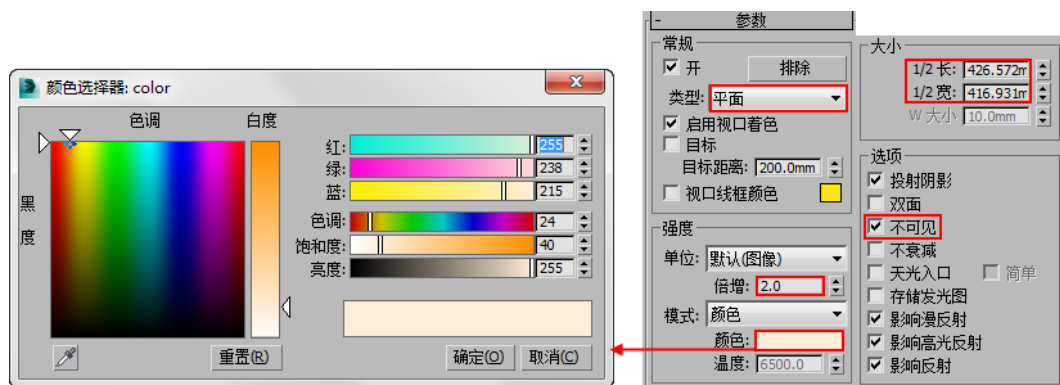 颜色选择器: color
色调
白度
黑
度
红: 255
绿: 238
蓝: 215
色调: 24
饱和度: 40
亮度: 255
重置(R)
确定(O)
取消(C)
- 参数
常规
开
排除
类型: 平面
启用视口着色
目标
目标距离: 200.0mm
视口线框颜色
强度
单位: 默认(图像)
倍增: 2.0
模式: 颜色
颜色:
温度: 6500.0
大小
1/2 长: 426.572m
1/2 宽: 416.931m
W 大小 10.0mm
选项
投射阴影
双面
不可见
不衰减
天光入口 简单
存储发光图
影响漫反射
影响高光反射
影响反射